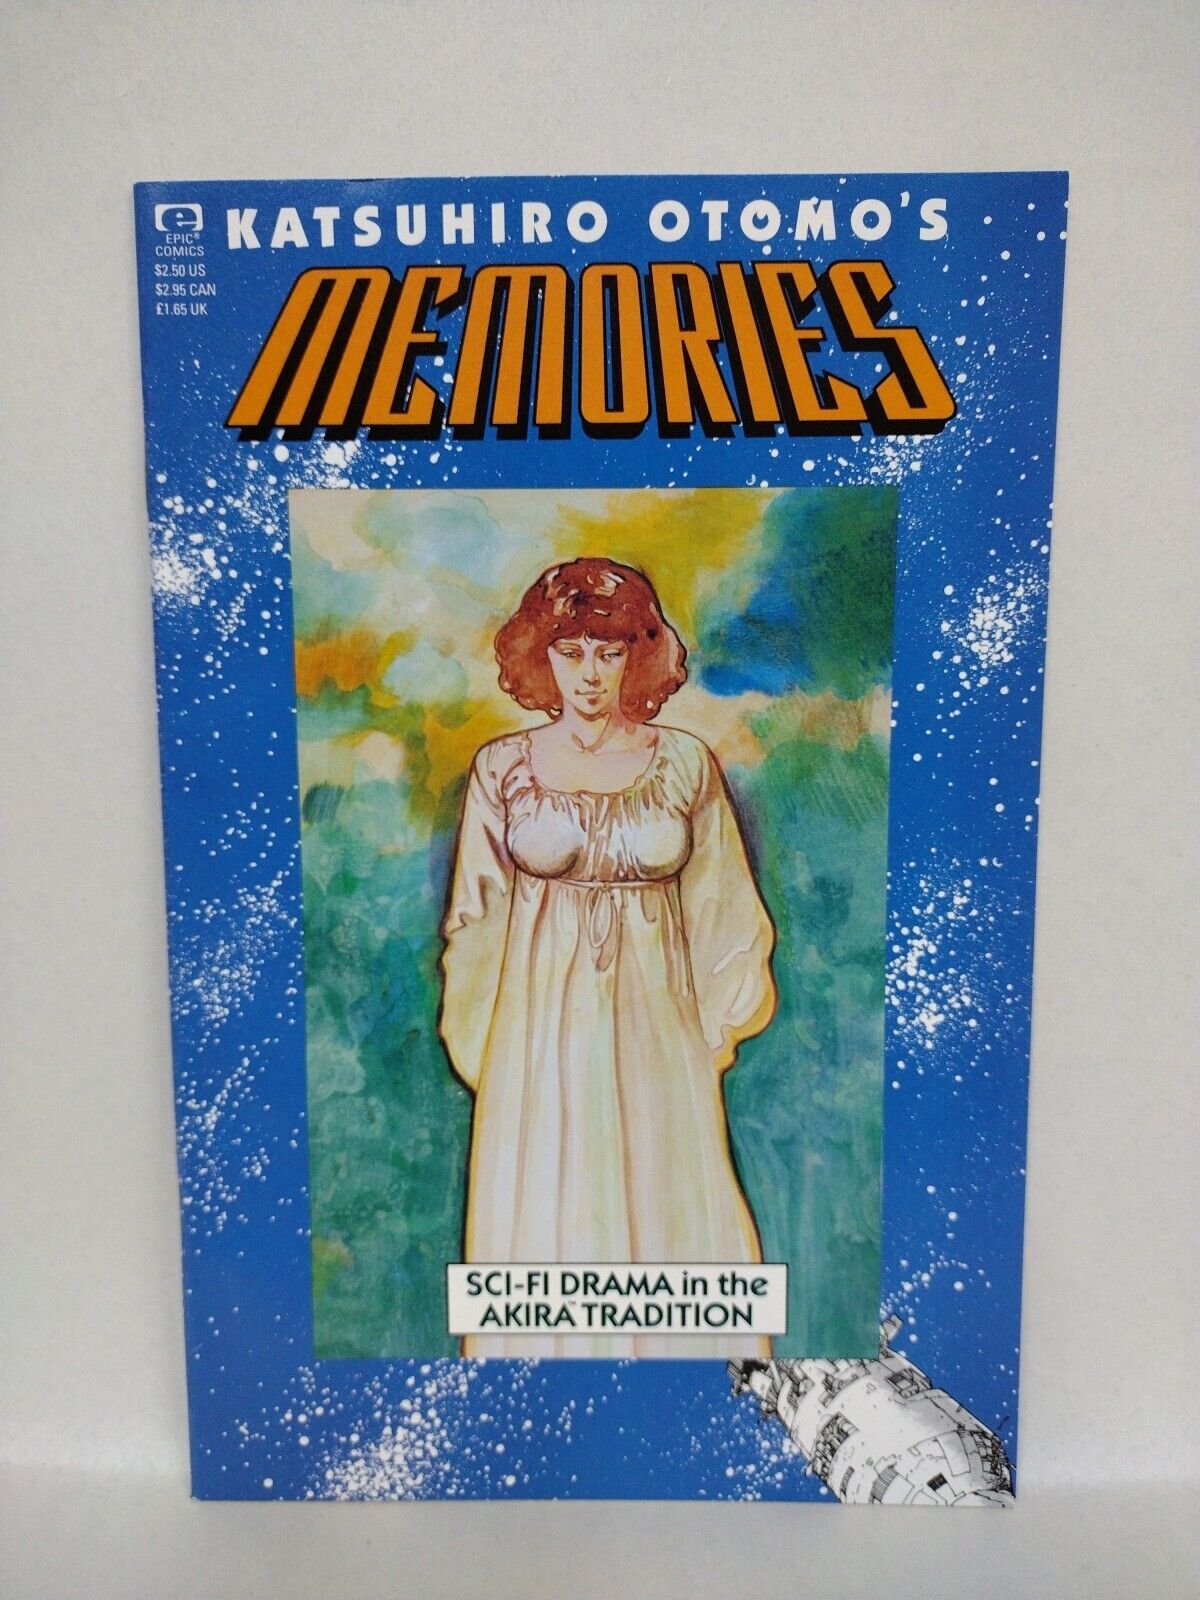 e
EPIC®
COMICS
$2.50 US
$2.95 CAN
£1.65 UK
KATSUHIRO OTOMO'S
MEMORIES
SCI-FI DRAMA in the
AKIRA™ TRADITION